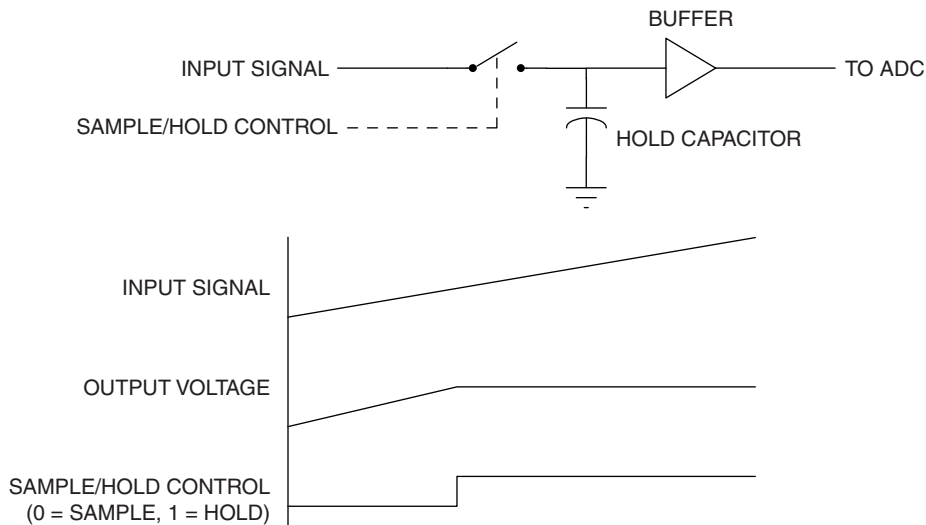 BUFFER
INPUT SIGNAL
TO ADC
SAMPLE/HOLD CONTROL
HOLD CAPACITOR
INPUT SIGNAL
OUTPUT VOLTAGE
SAMPLE/HOLD CONTROL
(0 = SAMPLE, 1 = HOLD)